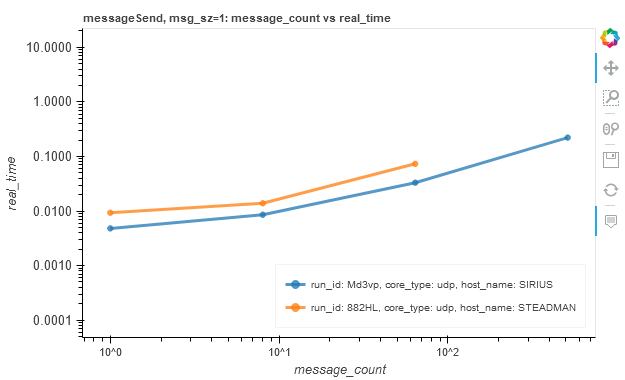 messageSend, msg_sz=1: message_count vs real_time
10.0000
1.0000
0.1000
0.0100
0.0010
0.0001
real_time
run_id: Md3vp, core_type: udp, host_name: SIRIUS
run_id: 882HL, core_type: udp, host_name: STEADMAN
10^0
10^1
10^2
message_count